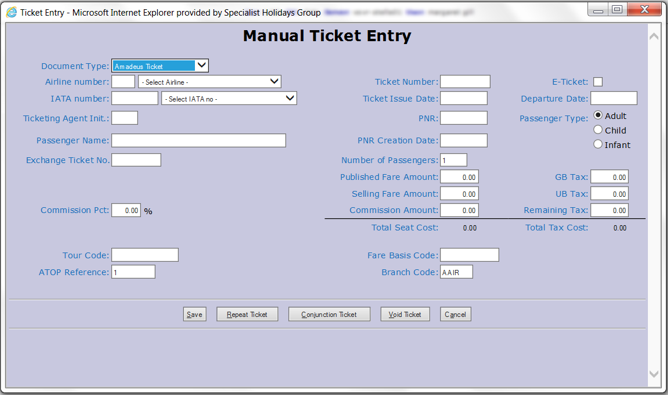 Ticket Entry - Microsoft Internet Explorer provided by Specialist Holidays Group
Manual Ticket Entry
Document Type: Amadeus Ticket
Airline number: - Select Airline - Ticket Number: E-Ticket:
IATA number: - Select IATA no - Ticket Issue Date: Departure Date:
Ticketing Agent Init.: PNR: Passenger Type: Adult
Child
Passenger Name: PNR Creation Date: Infant
Exchange Ticket No. Number of Passengers: 1
Published Fare Amount: 0.00 GB Tax: 0.00
Selling Fare Amount: 0.00 UB Tax: 0.00
Commission Pct: 0.00 % Commission Amount: 0.00 Remaining Tax: 0.00
Total Seat Cost: 0.00 Total Tax Cost: 0.00
Tour Code: Fare Basis Code:
ATOP Reference: 1 Branch Code: AAIR
Save Repeat Ticket Conjunction Ticket Void Ticket Cancel